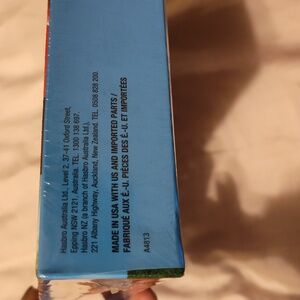 Hasbro Australia Ltd., Level 2, 37-41 Oxford Street,
Epping NSW 2121, Australia. TEL: 1300 138 697.
Hasbro NZ (a branch of Hasbro Australia Ltd.),
221 Albany Highway, Auckland, New Zealand. TEL: 0508 828 200.
MADE IN USA WITH US AND IMPORTED PARTS /
FABRIQUÉ AUX É.-U. PIÈCES DES É.-U. ET IMPORTÉES
A4813